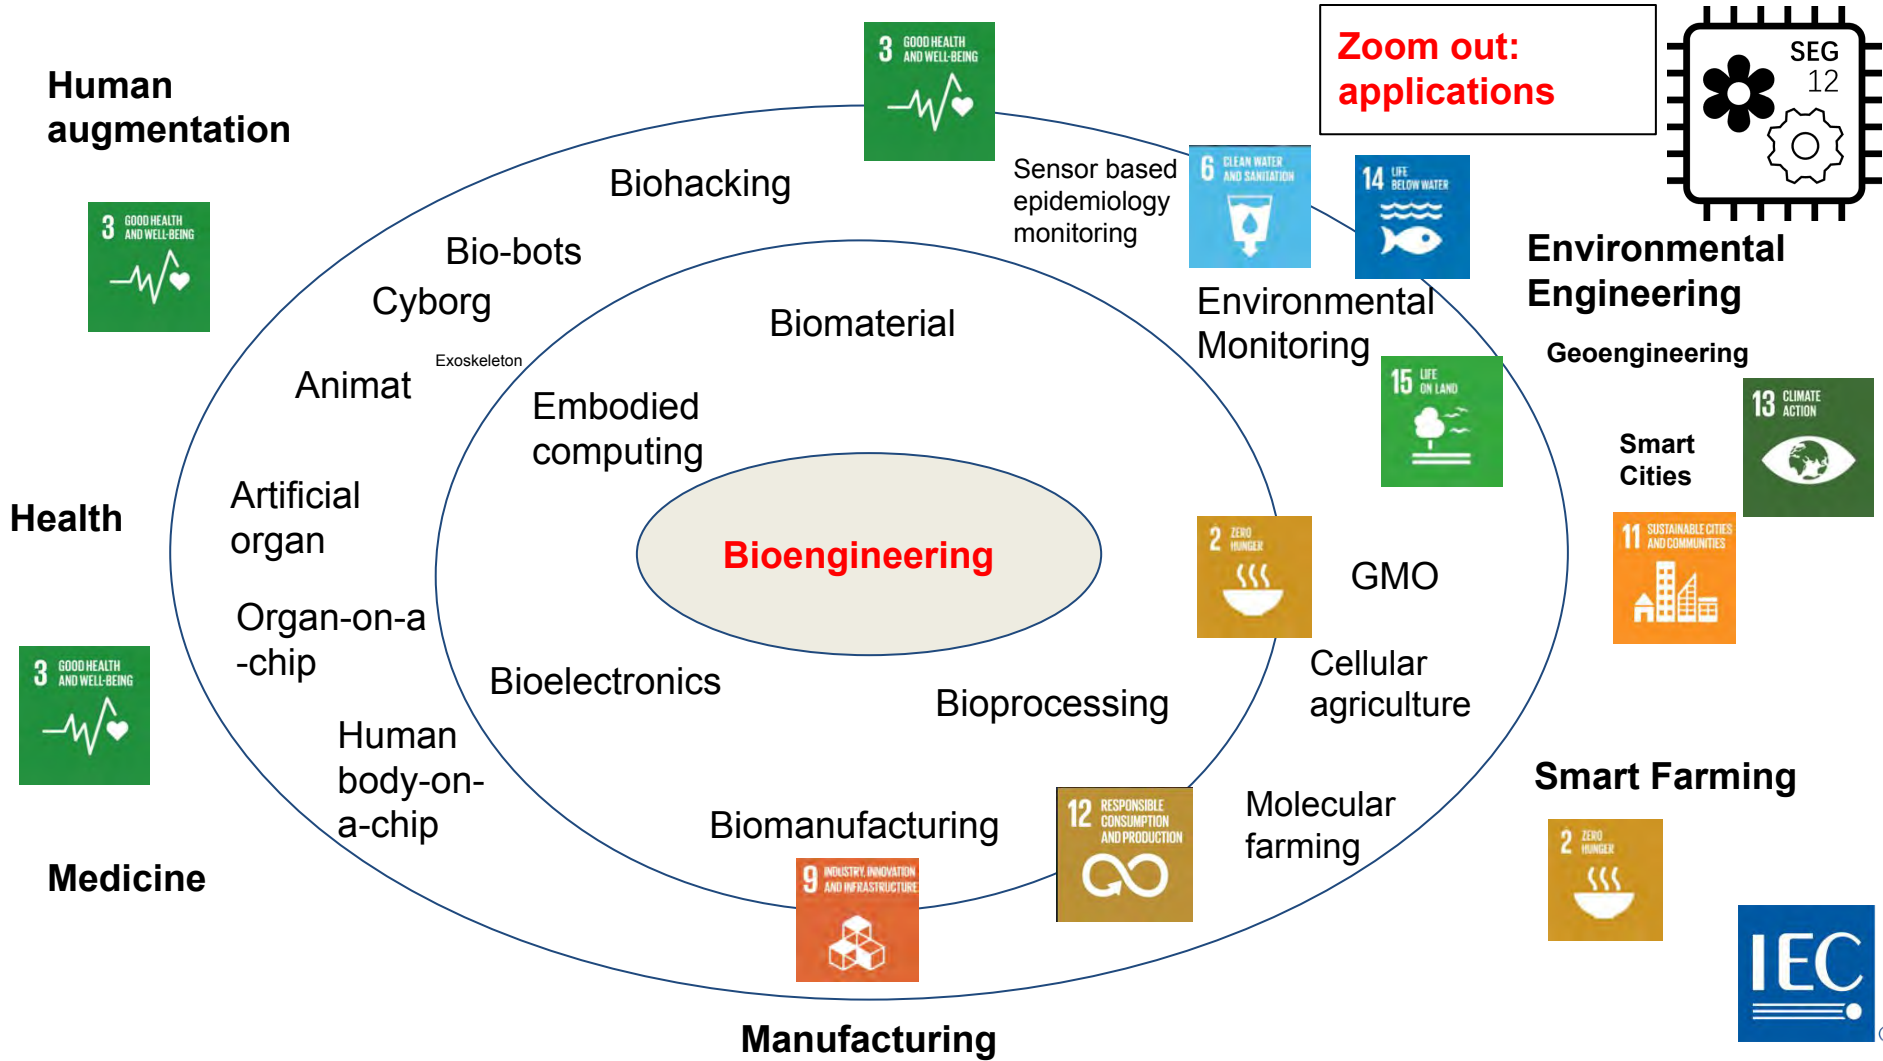 3 GOOD HEALTH
AND WELL-BEING
Zoom out:
applications
SEG
12
Human
augmentation
Biohacking
Sensor based
epidemiology
monitoring
6 CLEAN WATER
AND SANITATION
14 LIFE
BELOW WATER
3 GOOD HEALTH
AND WELL-BEING
Bio-bots
Cyborg
Exoskeleton
Animat
Biomaterial
Environmental
Monitoring
Environmental
Engineering
Geoengineering
15 LIFE
ON LAND
13 CLIMATE
ACTION
Embodied
computing
Smart
Cities
Health
Artificial
organ
Bioengineering
2 ZERO
HUNGER
GMO
11 SUSTAINABLE CITIES
AND COMMUNITIES
Organ-on-a
-chip
3 GOOD HEALTH
AND WELL-BEING
Bioelectronics
Bioprocessing
Cellular
agriculture
Human
body-on-
a-chip
Smart Farming
Biomanufacturing
12 RESPONSIBLE
CONSUMPTION
AND PRODUCTION
Molecular
farming
2 ZERO
HUNGER
Medicine
9 INDUSTRY, INNOVATION
AND INFRASTRUCTURE
IEC
Manufacturing